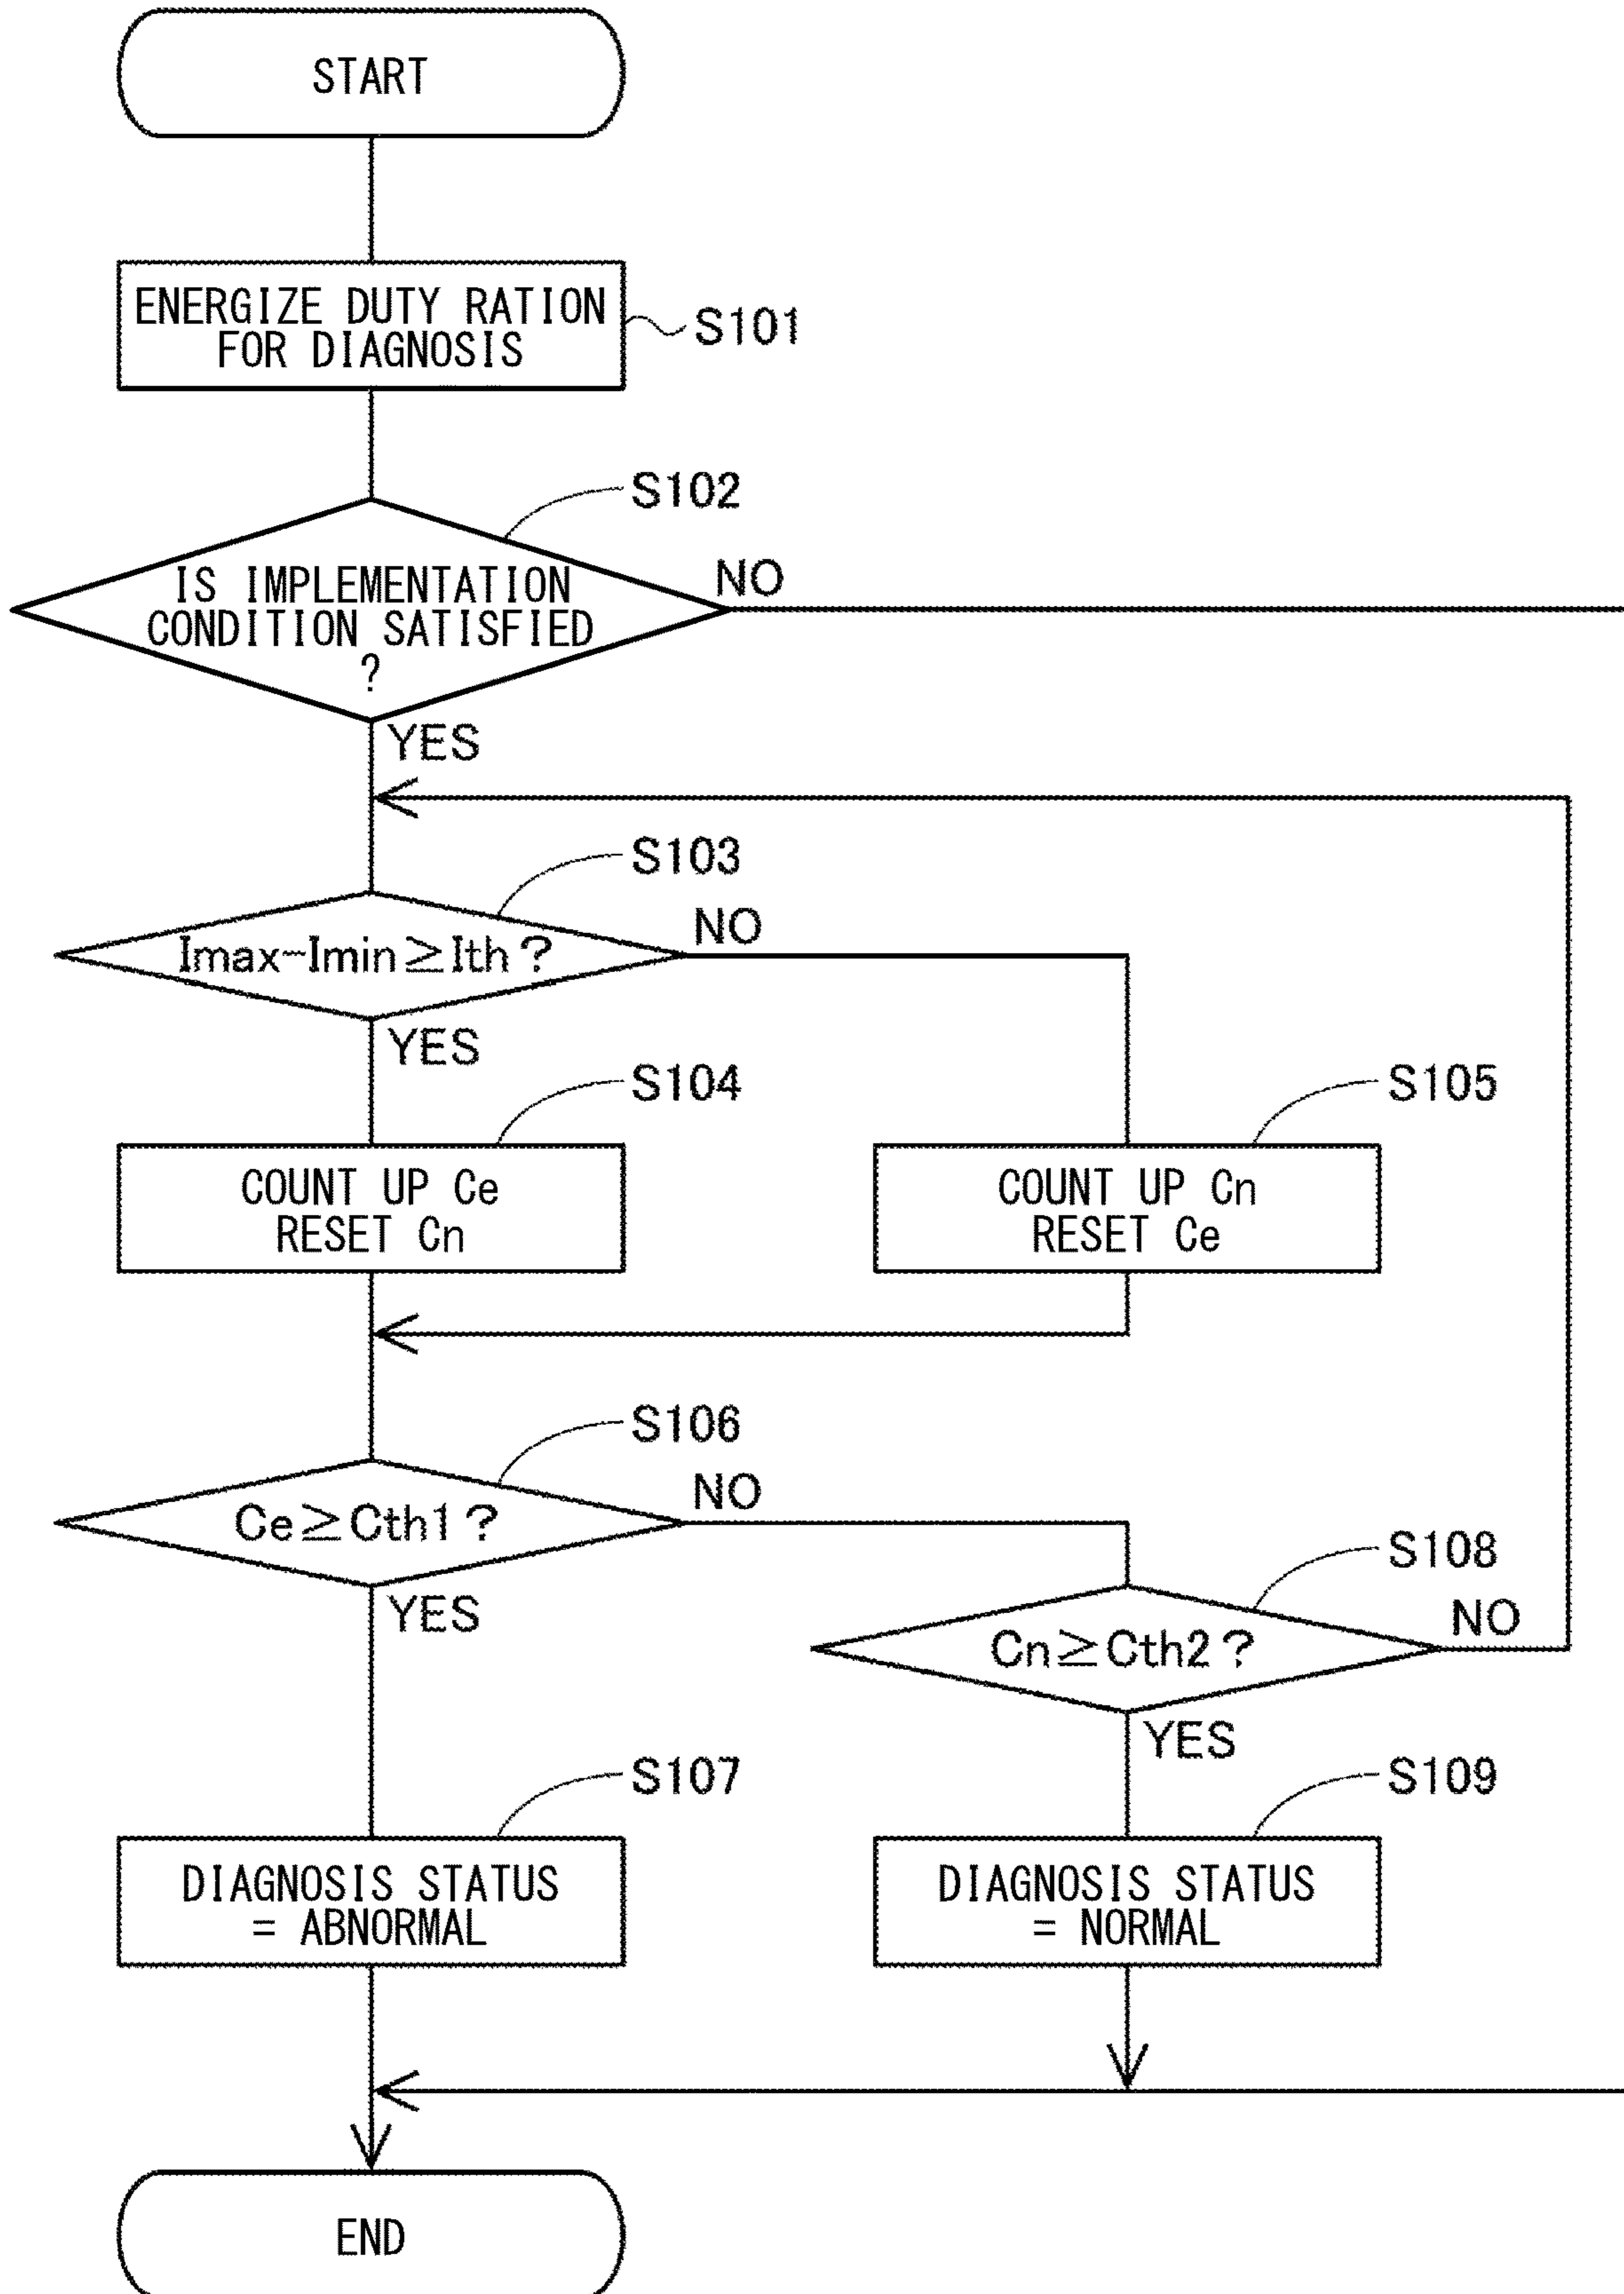 START
ENERGIZE DUTY RATION
FOR DIAGNOSIS
S101
S102
IS IMPLEMENTATION
CONDITION SATISFIED
?
NO
YES
S103
Imax-Imin≥Ith?
NO
YES
S104
COUNT UP Ce
RESET Cn
S105
COUNT UP Cn
RESET Ce
S106
Ce≥Cth1?
NO
YES
S108
Cn≥Cth2?
NO
YES
S107
DIAGNOSIS STATUS
= ABNORMAL
S109
DIAGNOSIS STATUS
= NORMAL
END